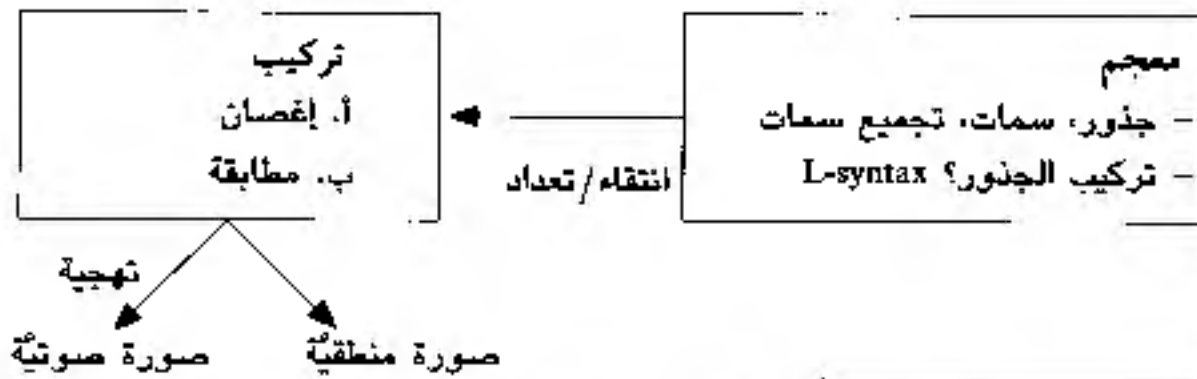 معجم
- جذور، سمات، تجميع سمات
- تركيب الجذور؟ L-syntax
انتقاء/تعداد
تركيب
أ. إغصان
ب. مطابقة
تهجية
صورة منطقيّة
صورة صوتيّة